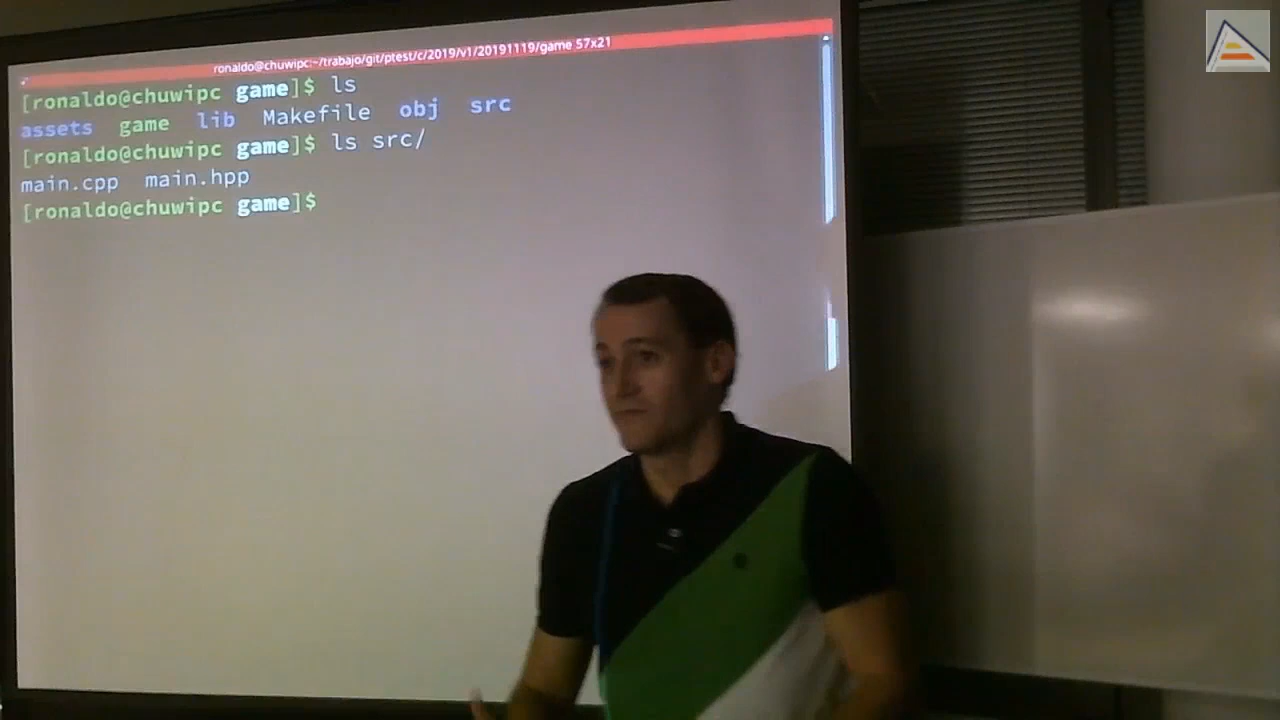 ronaldo@chuwipc:~/trabajo/git/ptest/c/2019/v1/20191119/game 57x21
[ronaldo@chuwipc game]$ ls
assets game lib Makefile obj src
[ronaldo@chuwipc game]$ ls src/
main.cpp main.hpp
[ronaldo@chuwipc game]$